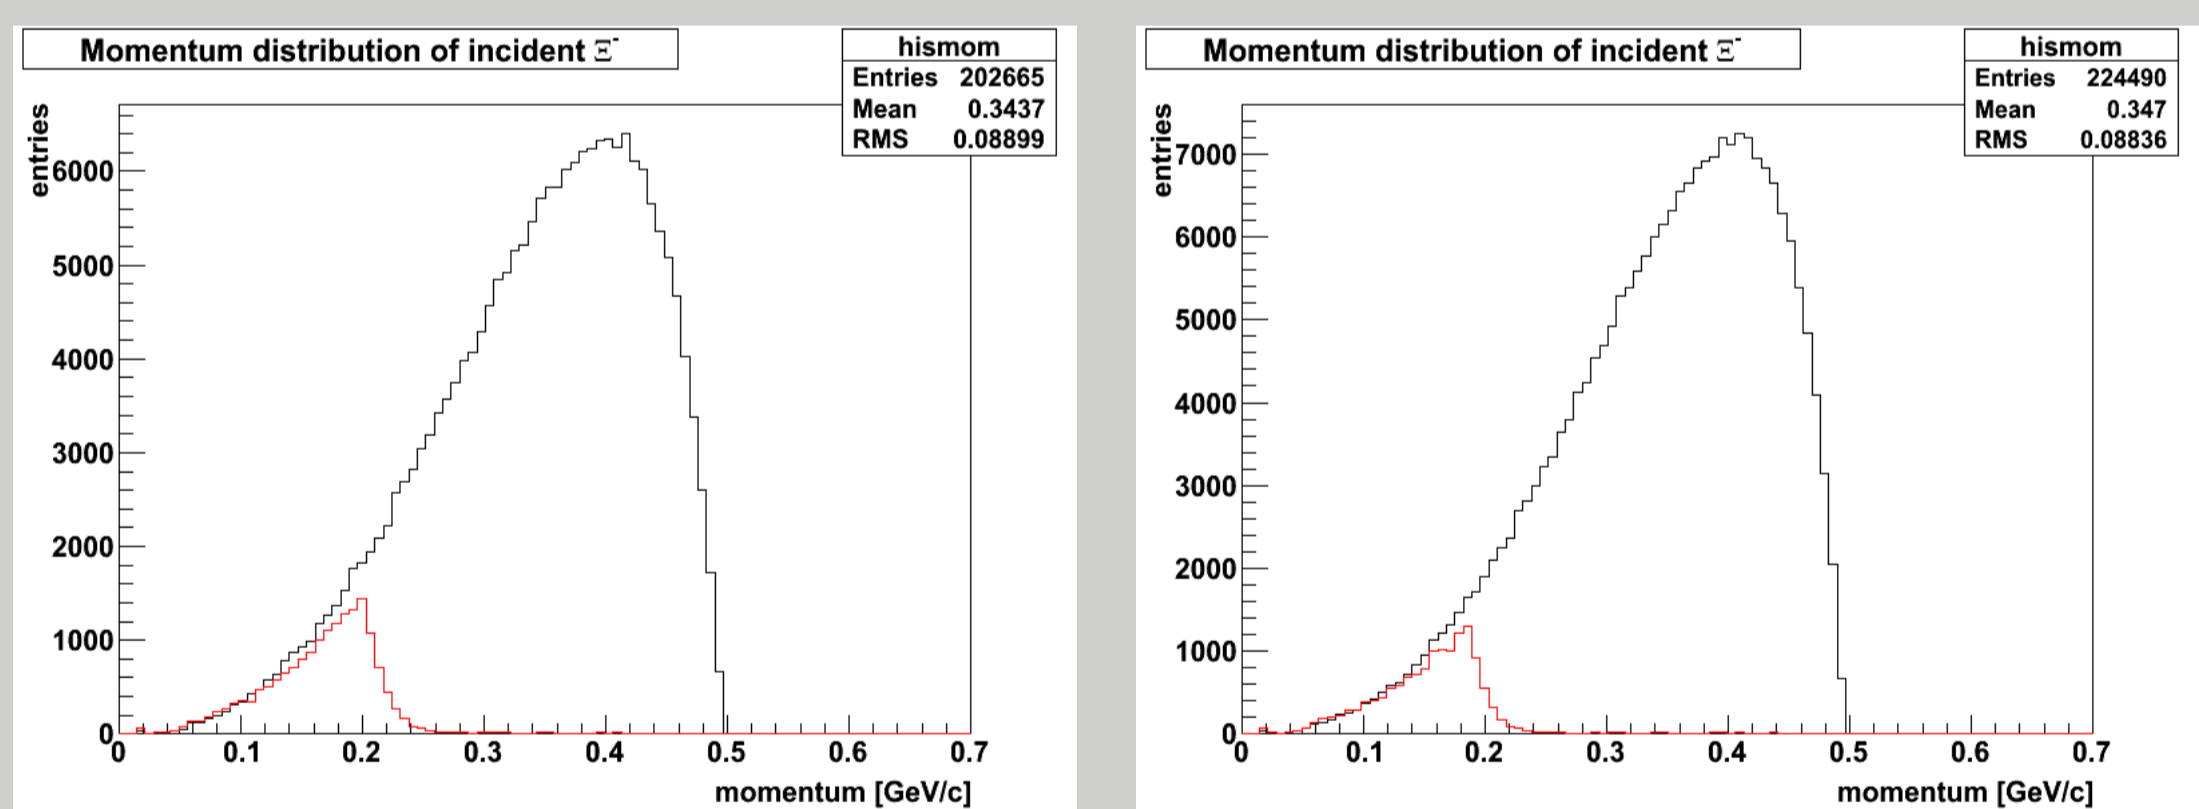 Momentum distribution of incident Ξ⁻
hismom
Entries 202665
Mean 0.3437
RMS 0.08899
entries
6000
5000
4000
3000
2000
1000
0
0 0.1 0.2 0.3 0.4 0.5 0.6 0.7
momentum [GeV/c]
Momentum distribution of incident Ξ⁻
hismom
Entries 224490
Mean 0.347
RMS 0.08836
entries
7000
6000
5000
4000
3000
2000
1000
0
0 0.1 0.2 0.3 0.4 0.5 0.6 0.7
momentum [GeV/c]